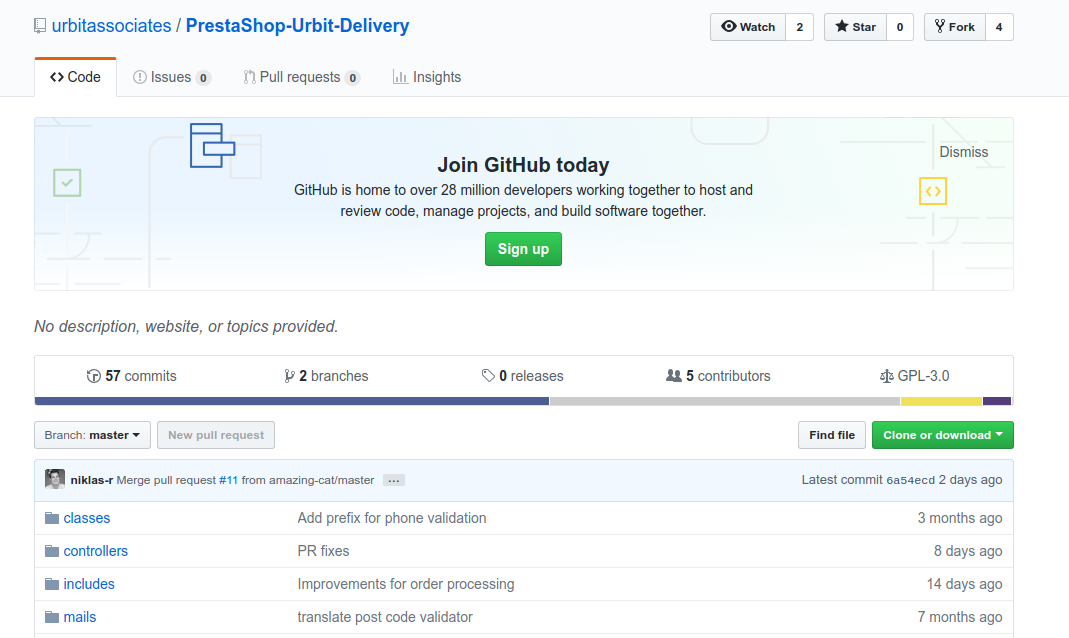 urbitassociates / PrestaShop-Urbit-Delivery
Watch 2 Star 0 Fork 4
Code Issues 0 Pull requests 0 Insights
Dismiss
Join GitHub today
GitHub is home to over 28 million developers working together to host and
review code, manage projects, and build software together.
Sign up
No description, website, or topics provided.
57 commits 2 branches 0 releases 5 contributors GPL-3.0
Branch: master New pull request Find file Clone or download
niklas-r Merge pull request #11 from amazing-cat/master ... Latest commit 6a54ecd 2 days ago
classes Add prefix for phone validation 3 months ago
controllers PR fixes 8 days ago
includes Improvements for order processing 14 days ago
mails translate post code validator 7 months ago